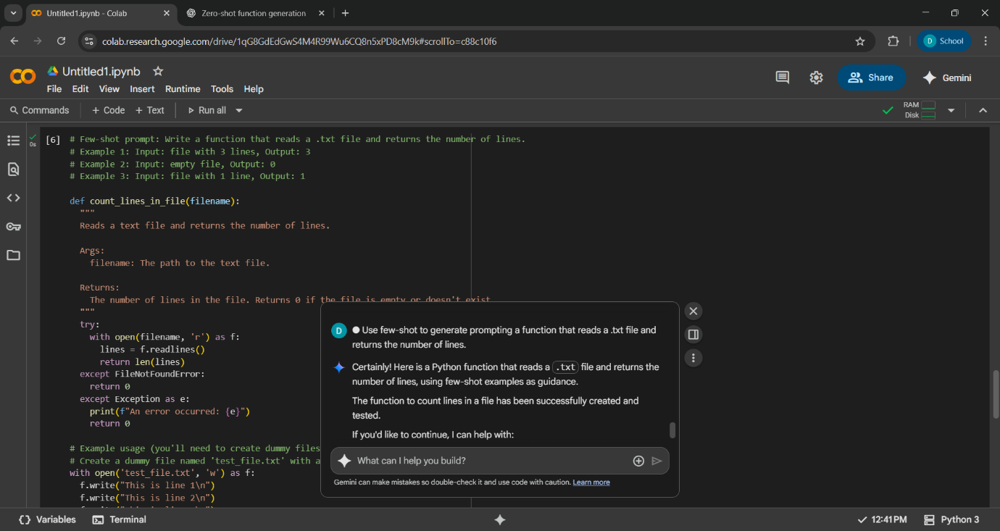 Untitled1.ipynb - Colab
Zero-shot function generation
colab.research.google.com/drive/1qG8GdEdGwS4M4R99Wu6CQ8n5xPD8cM9k#scrollTo=c88c10f6
D School
Untitled1.ipynb
File Edit View Insert Runtime Tools Help
Share
Gemini
Commands + Code + Text Run all
RAM
Disk
0s
[6] # Few-shot prompt: Write a function that reads a .txt file and returns the number of lines.
# Example 1: Input: file with 3 lines, Output: 3
# Example 2: Input: empty file, Output: 0
# Example 3: Input: file with 1 line, Output: 1
def count_lines_in_file(filename):
"""
Reads a text file and returns the number of lines.
Args:
filename: The path to the text file.
Returns:
The number of lines in the file. Returns 0 if the file is empty or doesn't exist
"""
try:
with open(filename, 'r') as f:
lines = f.readlines()
return len(lines)
except FileNotFoundError:
return 0
except Exception as e:
print(f"An error occurred: {e}")
return 0
# Example usage (you'll need to create dummy files
# Create a dummy file named 'test_file.txt' with a
with open('test_file.txt', 'w') as f:
f.write("This is line 1\n")
f.write("This is line 2\n")
D
● Use few-shot to generate prompting a function that reads a .txt file and
returns the number of lines.
Certainly! Here is a Python function that reads a .txt file and returns the
number of lines, using few-shot examples as guidance.
The function to count lines in a file has been successfully created and
tested.
If you'd like to continue, I can help with:
What can I help you build?
Gemini can make mistakes so double-check it and use code with caution. Learn more
{} Variables Terminal
12:41 PM Python 3